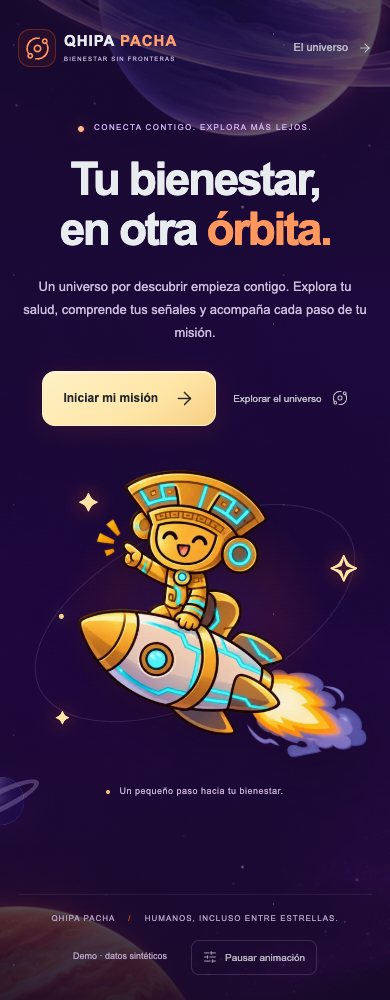 QHIPA PACHA
BIENESTAR SIN FRONTERAS
El universo
CONECTA CONTIGO. EXPLORA MÁS LEJOS.
Tu bienestar,
en otra órbita.
Un universo por descubrir empieza contigo. Explora tu
salud, comprende tus señales y acompaña cada paso de tu
misión.
Iniciar mi misión
Explorar el universo
Un pequeño paso hacia tu bienestar.
QHIPA PACHA / HUMANOS, INCLUSO ENTRE ESTRELLAS.
Demo · datos sintéticos
Pausar animación